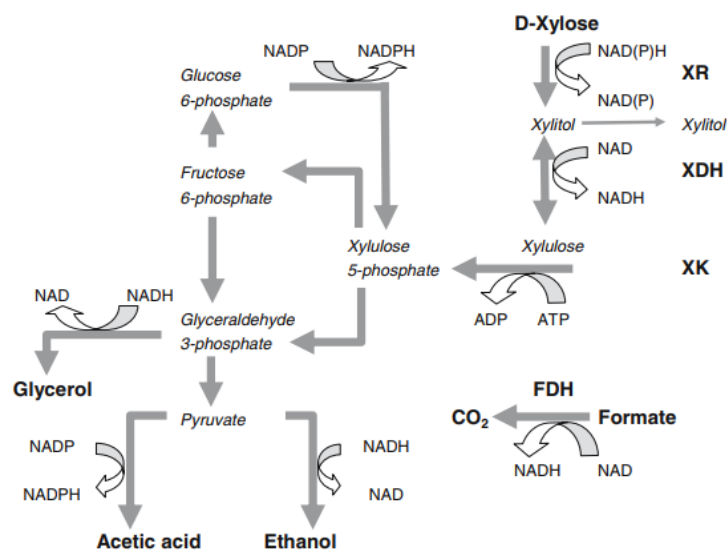 D-Xylose
NADP
NADPH
NAD(P)H
XR
Glucose
6-phosphate
NAD(P)
Xylitol
Xylitol
NAD
XDH
NADH
Fructose
6-phosphate
Xylulose
5-phosphate
Xylulose
XK
NAD
NADH
ADP
ATP
Glyceraldehyde
3-phosphate
Glycerol
FDH
CO₂
Formate
Pyruvate
NADP
NADH
NADH
NAD
NADPH
NAD
Acetic acid
Ethanol